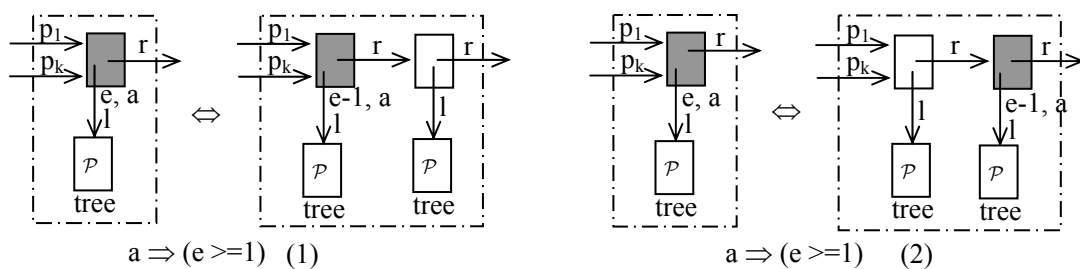 p1 r p1 r r p1 r p1 r r
pk pk pk pk
e, a e-1, a e, a e-1, a
l ⇔ l l l ⇔ l l
𝒫 𝒫 𝒫 𝒫 𝒫 𝒫
tree tree tree tree tree tree
a ⇒ (e >=1) (1) a ⇒ (e >=1) (2)